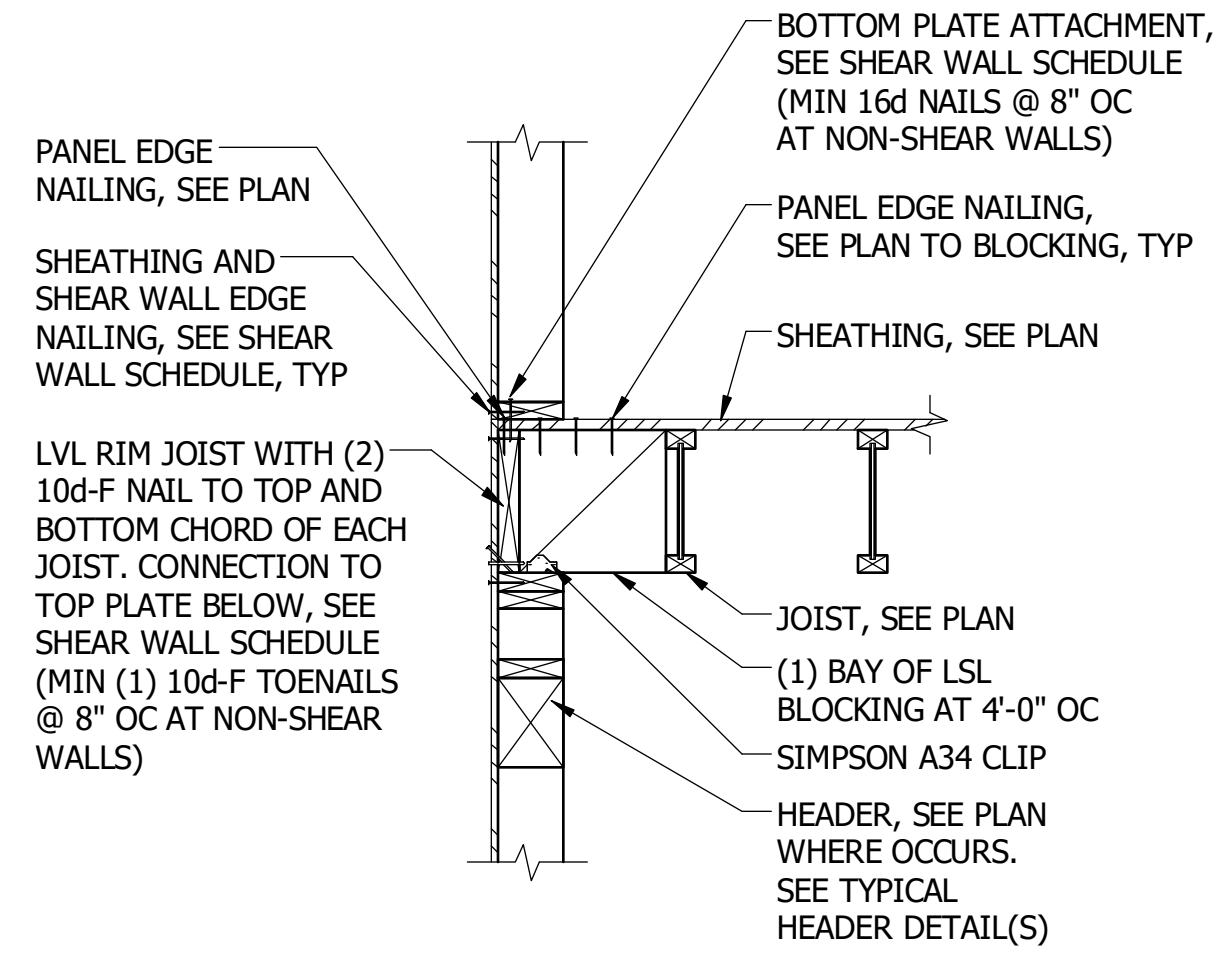 PANEL EDGE
NAILING, SEE PLAN
SHEATHING AND
SHEAR WALL EDGE
NAILING, SEE SHEAR
WALL SCHEDULE, TYP
LVL RIM JOIST WITH (2)
10d-F NAIL TO TOP AND
BOTTOM CHORD OF EACH
JOIST. CONNECTION TO
TOP PLATE BELOW, SEE
SHEAR WALL SCHEDULE
(MIN (1) 10d-F TOENAILS
@ 8" OC AT NON-SHEAR
WALLS)
BOTTOM PLATE ATTACHMENT,
SEE SHEAR WALL SCHEDULE
(MIN 16d NAILS @ 8" OC
AT NON-SHEAR WALLS)
PANEL EDGE NAILING,
SEE PLAN TO BLOCKING, TYP
SHEATHING, SEE PLAN
JOIST, SEE PLAN
(1) BAY OF LSL
BLOCKING AT 4'-0" OC
SIMPSON A34 CLIP
HEADER, SEE PLAN
WHERE OCCURS.
SEE TYPICAL
HEADER DETAIL(S)